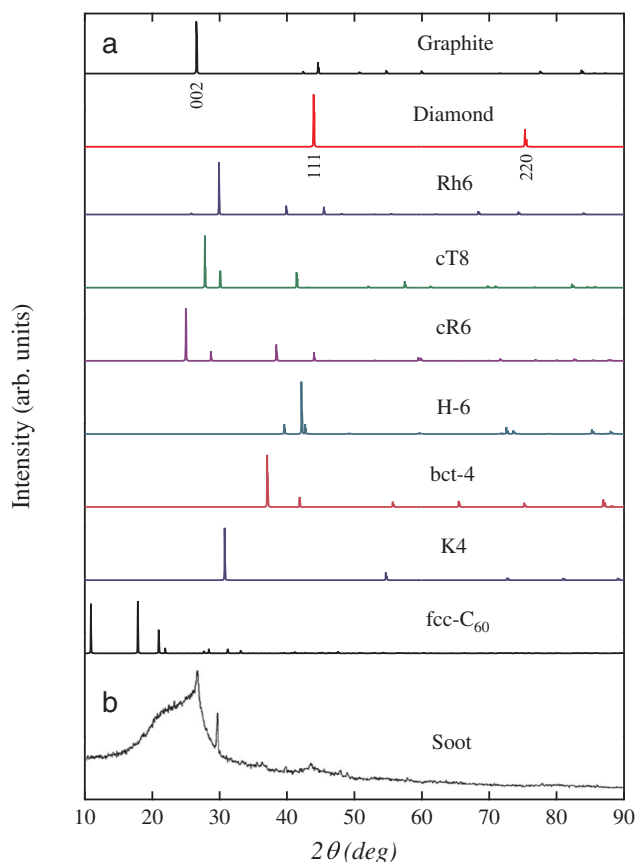 a
Graphite
002
Diamond
111
220
Rh6
cT8
cR6
H-6
bct-4
K4
fcc-C₆₀
b
Soot
Intensity (arb. units)
10 20 30 40 50 60 70 80 90
2θ (deg)